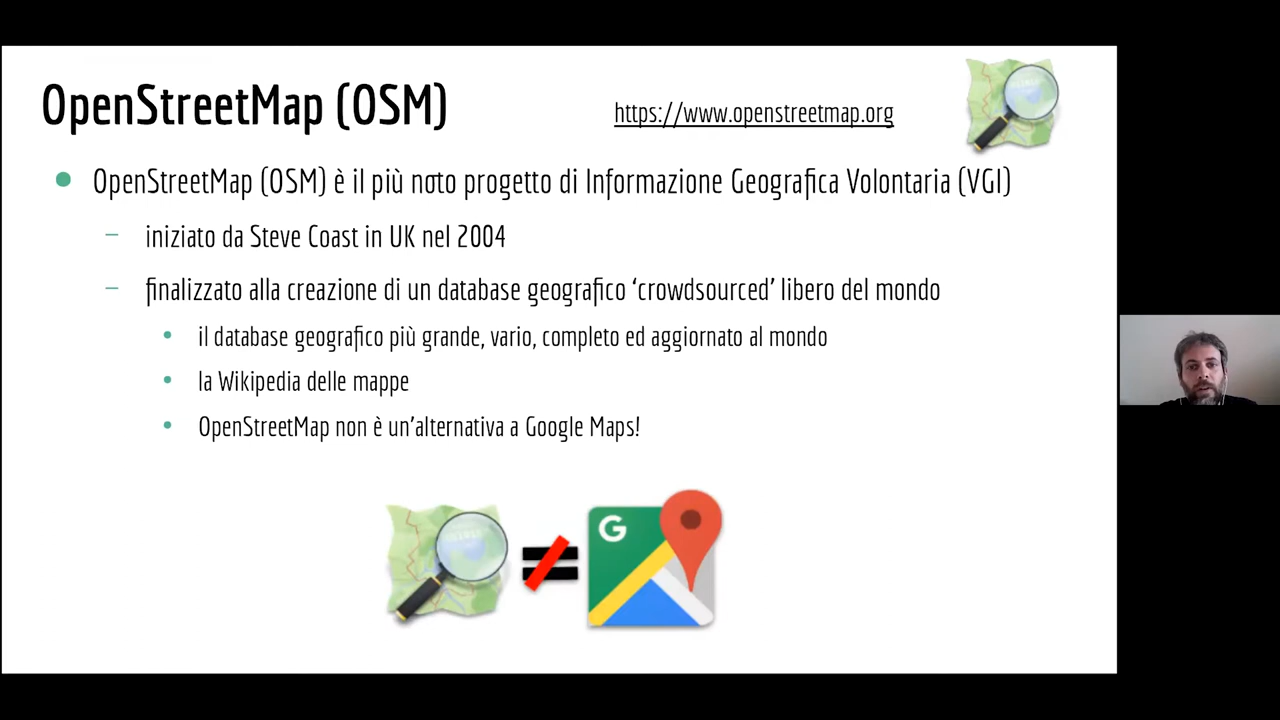 OpenStreetMap (OSM)
https://www.openstreetmap.org
OpenStreetMap (OSM) è il più noto progetto di Informazione Geografica Volontaria (VGI)
iniziato da Steve Coast in UK nel 2004
finalizzato alla creazione di un database geografico ‘crowdsourced’ libero del mondo
il database geografico più grande, vario, completo ed aggiornato al mondo
la Wikipedia delle mappe
OpenStreetMap non è un’alternativa a Google Maps!
G